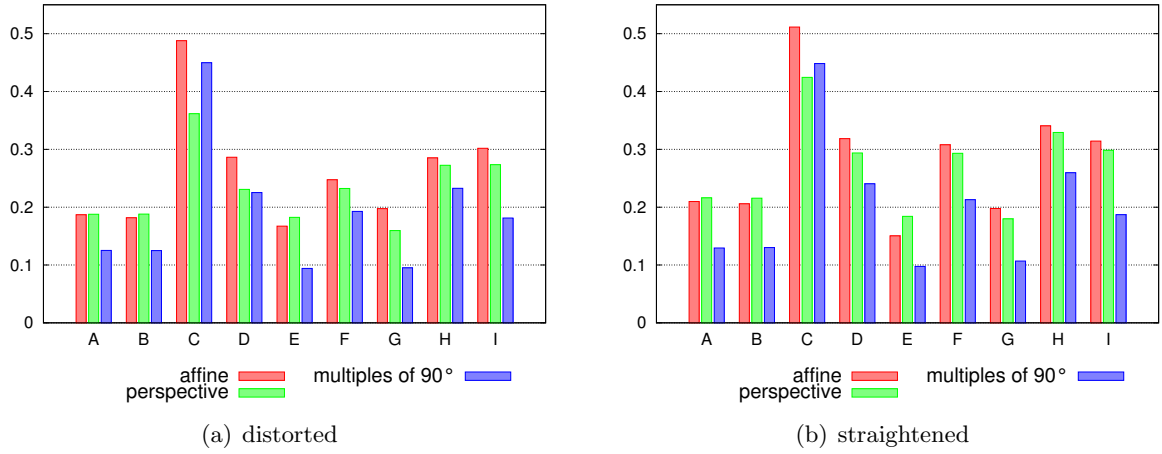 0.5
0.4
0.3
0.2
0.1
0
A B C D E F G H I
affine
perspective
multiples of 90°
(a) distorted
0.5
0.4
0.3
0.2
0.1
0
A B C D E F G H I
affine
perspective
multiples of 90°
(b) straightened